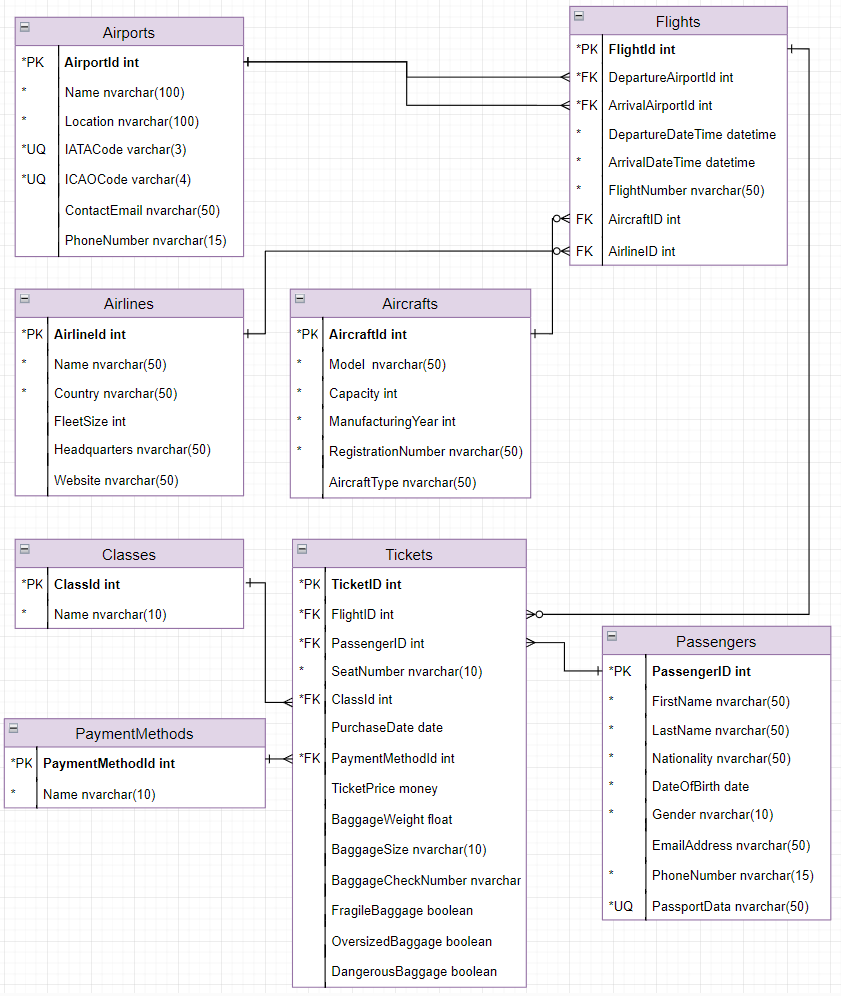 Airports
*PK AirportId int
* Name nvarchar(100)
* Location nvarchar(100)
*UQ IATACode varchar(3)
*UQ ICAOCode varchar(4)
ContactEmail nvarchar(50)
PhoneNumber nvarchar(15)
Flights
*PK FlightId int
*FK DepartureAirportId int
*FK ArrivalAirportId int
* DepartureDateTime datetime
* ArrivalDateTime datetime
* FlightNumber nvarchar(50)
FK AircraftID int
FK AirlineID int
Airlines
*PK AirlineId int
* Name nvarchar(50)
* Country nvarchar(50)
FleetSize int
Headquarters nvarchar(50)
Website nvarchar(50)
Aircrafts
*PK AircraftId int
* Model nvarchar(50)
* Capacity int
* ManufacturingYear int
* RegistrationNumber nvarchar(50)
AircraftType nvarchar(50)
Classes
*PK ClassId int
* Name nvarchar(10)
Tickets
*PK TicketID int
*FK FlightID int
*FK PassengerID int
* SeatNumber nvarchar(10)
*FK ClassId int
PurchaseDate date
*FK PaymentMethodId int
TicketPrice money
BaggageWeight float
BaggageSize nvarchar(10)
BaggageCheckNumber nvarchar
FragileBaggage boolean
OversizedBaggage boolean
DangerousBaggage boolean
Passengers
*PK PassengerID int
* FirstName nvarchar(50)
* LastName nvarchar(50)
* Nationality nvarchar(50)
* DateOfBirth date
* Gender nvarchar(10)
EmailAddress nvarchar(50)
* PhoneNumber nvarchar(15)
*UQ PassportData nvarchar(50)
PaymentMethods
*PK PaymentMethodId int
* Name nvarchar(10)